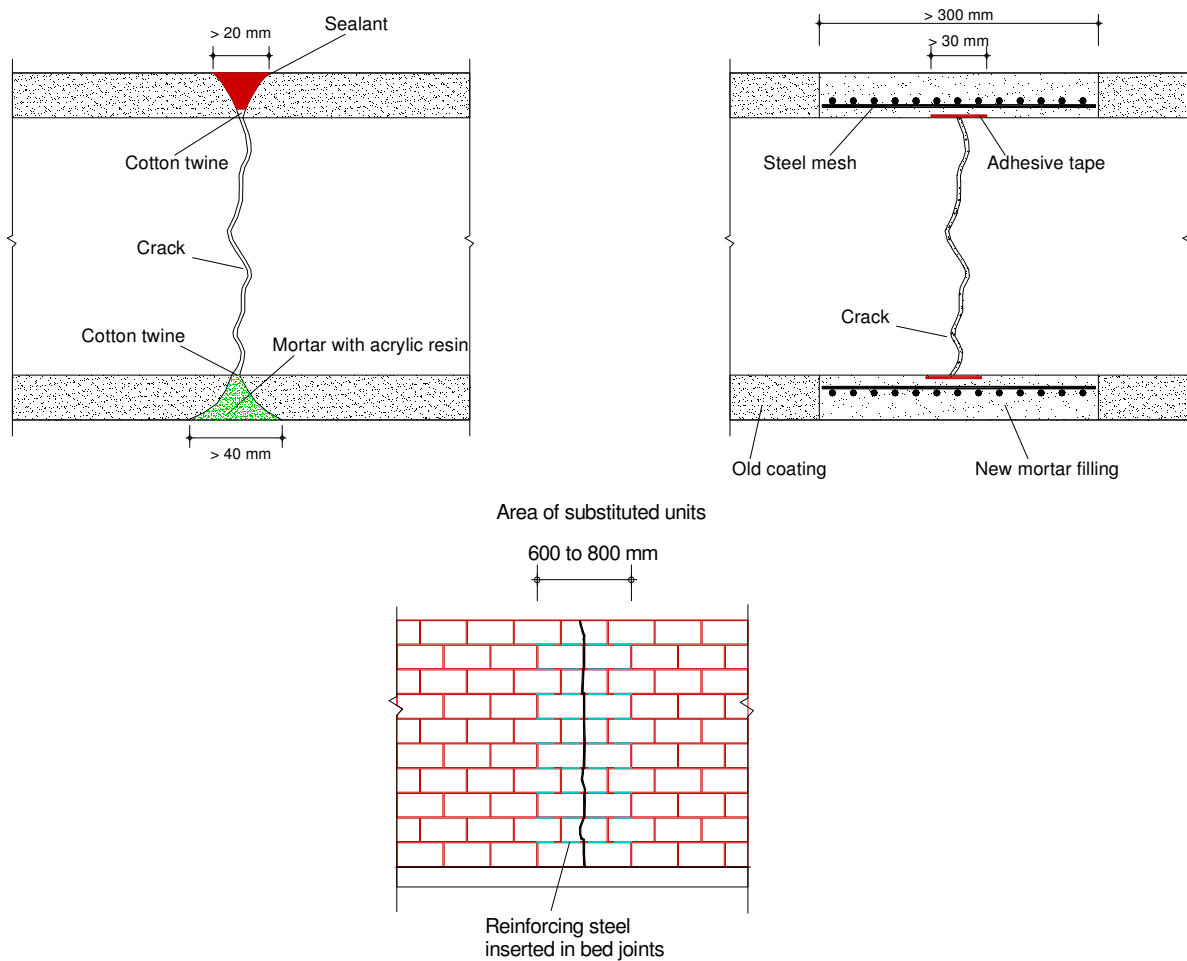 > 20 mm
Sealant
Cotton twine
Crack
Cotton twine
Mortar with acrylic resin
> 40 mm
> 300 mm
> 30 mm
Steel mesh
Adhesive tape
Crack
Old coating
New mortar filling
Area of substituted units
600 to 800 mm
Reinforcing steel
inserted in bed joints